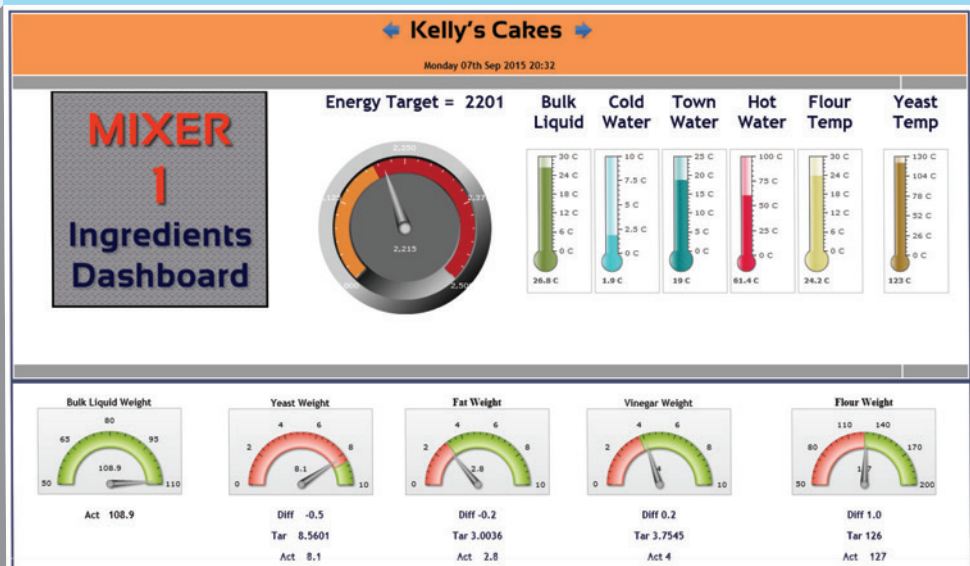 Kelly's Cakes
Monday 07th Sep 2015 20:32
MIXER
1
Ingredients
Dashboard
Energy Target = 2201
2,250
2,215
Bulk
Liquid
30 C
24 C
18 C
12 C
6 C
0 C
26.8 C
Cold
Water
10 C
7.5 C
5 C
2.5 C
0 C
1.9 C
Town
Water
25 C
20 C
15 C
10 C
5 C
0 C
19 C
Hot
Water
100 C
75 C
50 C
25 C
0 C
61.4 C
Flour
Temp
30 C
24 C
18 C
12 C
6 C
0 C
24.2 C
Yeast
Temp
130 C
104 C
78 C
52 C
26 C
0 C
123 C
Bulk Liquid Weight
50
65
80
95
110
108.9
Act 108.9
Yeast Weight
0
2
4
6
8
10
8.1
Diff -0.5
Tar 8.5601
Act 8.1
Fat Weight
0
2
4
6
8
10
2.8
Diff -0.2
Tar 3.0036
Act 2.8
Vinegar Weight
0
2
4
6
8
10
4
Diff 0.2
Tar 3.7545
Act 4
Flour Weight
50
80
110
140
170
200
Diff 1.0
Tar 126
Act 127